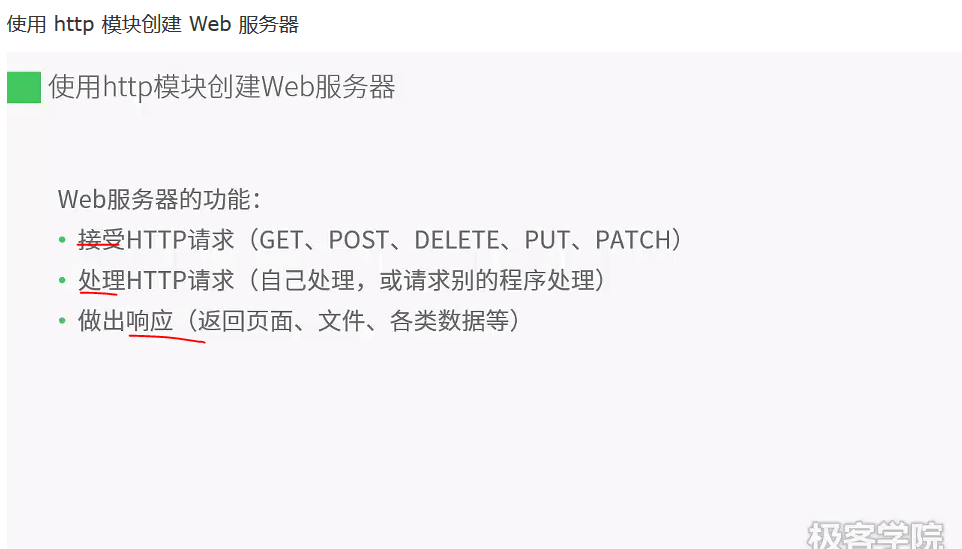 使用 http 模块创建 Web 服务器
使用http模块创建Web服务器
Web服务器的功能：
• 接受HTTP请求（GET、POST、DELETE、PUT、PATCH）
• 处理HTTP请求（自己处理，或请求别的程序处理）
• 做出响应（返回页面、文件、各类数据等）
极客学院